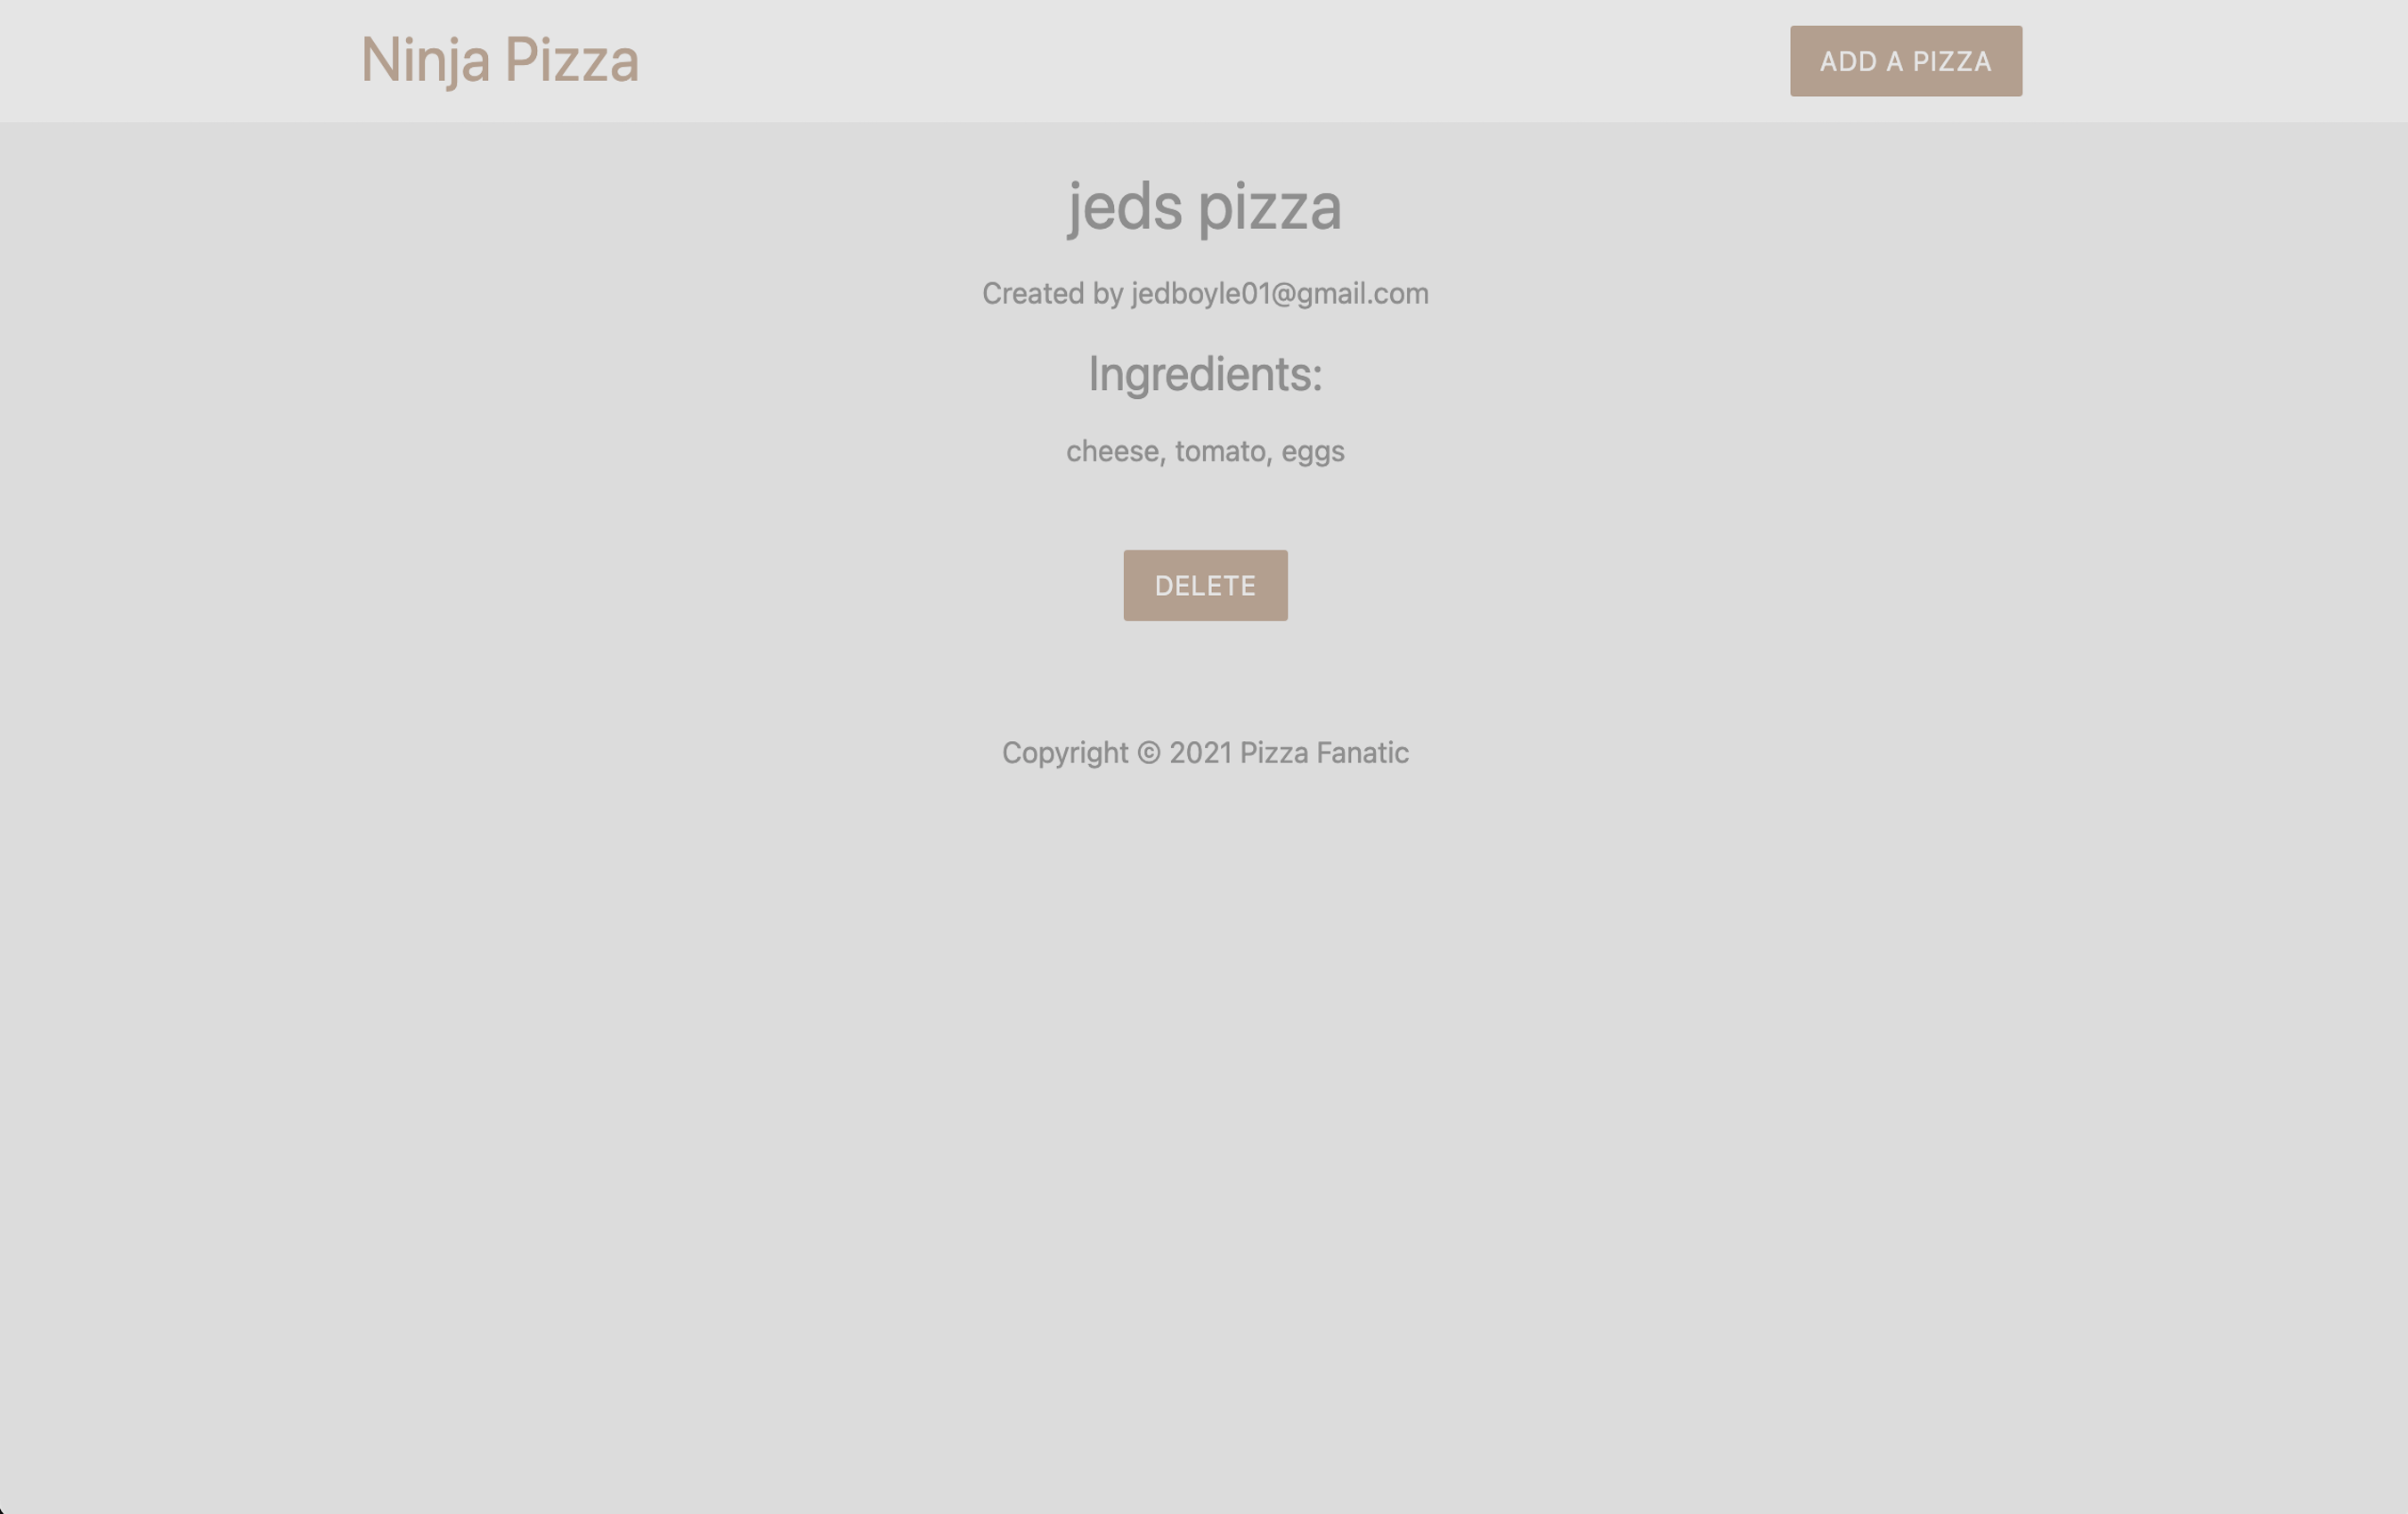 Ninja Pizza
ADD A PIZZA
jeds pizza
Created by jedboyle01@gmail.com
Ingredients:
cheese, tomato, eggs
DELETE
Copyright © 2021 Pizza Fanatic